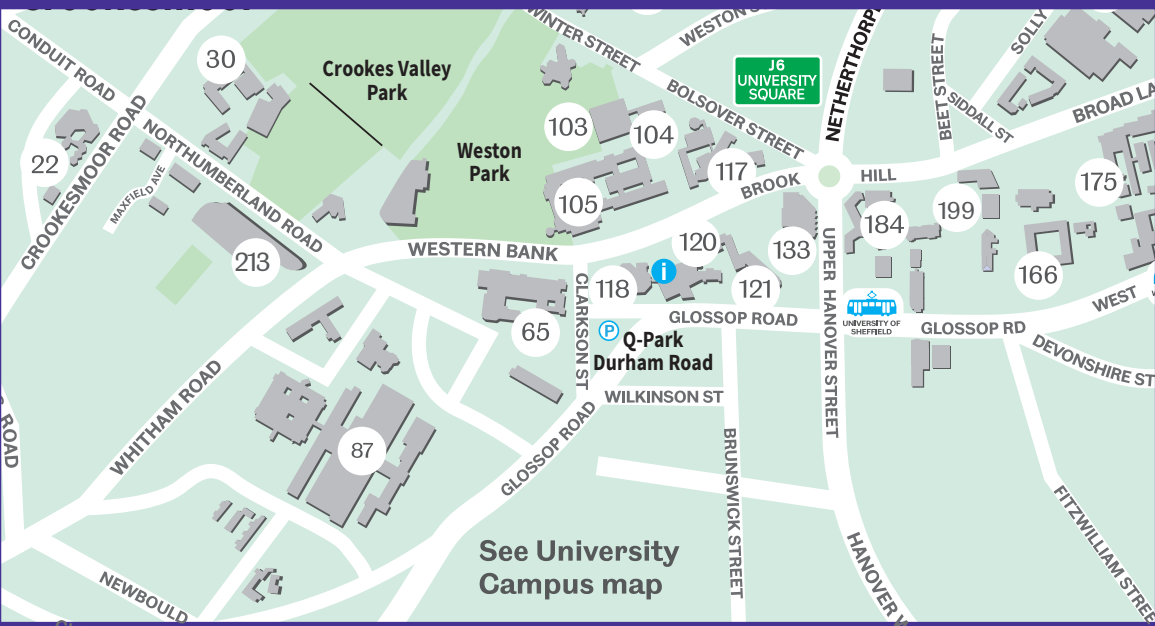 CONDUIT ROAD
30
Crookes Valley
Park
WINTER STREET
WESTON S
J6
UNIVERSITY
SQUARE
NETHERTHORP
BEET STREET
SOLLY
SIDDALL ST
BROAD LA
BOLSOVER STREET
103
104
117
Weston
Park
105
22
CROOKESMOOR ROAD
MAXFIELD AVE
NORTHUMBERLAND ROAD
213
BROOK
HILL
175
199
184
166
133
120
i
WESTERN BANK
118
121
65
CLARKSON ST
P
Q-Park
Durham Road
GLOSSOP ROAD
UPPER HANOVER STREET
UNIVERSITY OF
SHEFFIELD
GLOSSOP RD
WEST
DEVONSHIRE ST
WILKINSON ST
WHITHAM ROAD
87
GLOSSOP ROAD
BRUNSWICK STREET
ROAD
FITZWILLIAM STREE
HANOVER
See University
Campus map
NEWBOULD